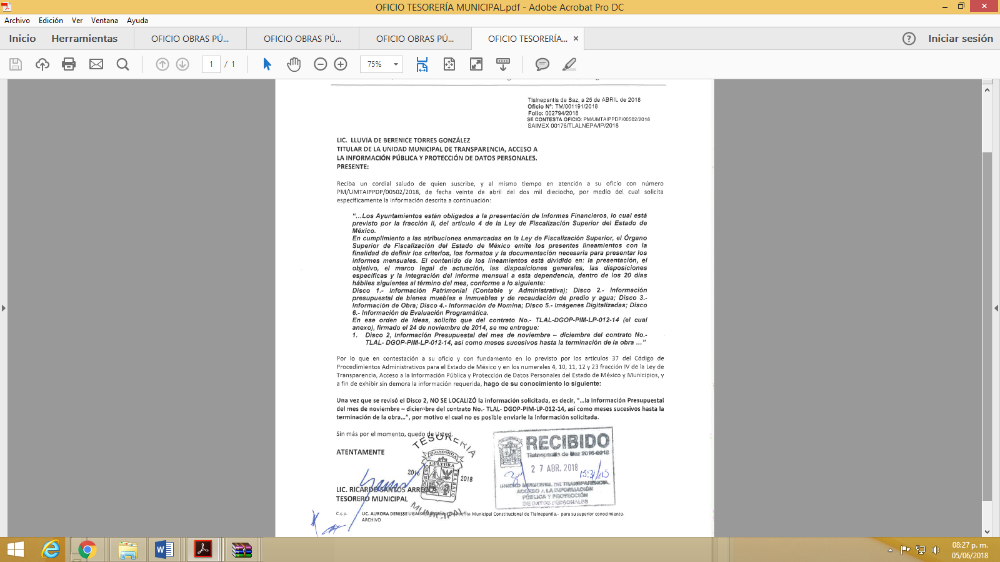 OFICIO TESORERÍA MUNICIPAL.pdf - Adobe Acrobat Pro DC
Archivo Edición Ver Ventana Ayuda
Inicio Herramientas OFICIO OBRAS PÚ... OFICIO OBRAS PÚ... OFICIO OBRAS PÚ... OFICIO TESORERÍA... × Iniciar sesión
1 / 1 75%
Tlalnepantla de Baz, a 25 de ABRIL de 2018
Oficio Nº: TM/001191/2018
Folio: 002794/2018
SE CONTESTA OFICIO: PM/UMTAIPPDP/00502/2018
SAIMEX 00176/TLALNEPA/IP/2018
LIC. LLUVIA DE BERENICE TORRES GONZÁLEZ
TITULAR DE LA UNIDAD MUNICIPAL DE TRANSPARENCIA, ACCESO A
LA INFORMACIÓN PÚBLICA Y PROTECCIÓN DE DATOS PERSONALES.
PRESENTE:
Reciba un cordial saludo de quien suscribe, y al mismo tiempo en atención a su oficio con número
PM/UMTAIPPDP/00502/2018, de fecha veinte de abril del dos mil dieciocho, por medio del cual solicita
específicamente la información descrita a continuación:
“…Los Ayuntamientos están obligados a la presentación de Informes Financieros, lo cual está
previsto por la fracción II, del artículo 4 de la Ley de Fiscalización Superior del Estado de
México.
En cumplimiento a las atribuciones enmarcadas en la Ley de Fiscalización Superior, el Órgano
Superior de Fiscalización del Estado de México emite los presentes lineamientos con la
finalidad de definir los criterios, los formatos y la documentación necesaria para presentar los
informes mensuales. El contenido de los lineamientos está dividido en: la presentación, el
objetivo, el marco legal de actuación, las disposiciones generales, las disposiciones
específicas y la integración del informe mensual a esta dependencia, dentro de los 20 días
hábiles siguientes al término del mes, conforme a lo siguiente:
Disco 1.- Información Patrimonial (Contable y Administrativa); Disco 2.- Información
presupuestal de bienes muebles e inmuebles y de recaudación de predio y agua; Disco 3.-
Información de Obra; Disco 4.- Información de Nomina; Disco 5.- Imágenes Digitalizadas; Disco
6.- Información de Evaluación Programática.
En ese orden de ideas, solicito que del contrato No.- TLAL-DGOP-PIM-LP-012-14 (el cual
anexo), firmado el 24 de noviembre de 2014, se me entregue:
1. Disco 2, Información Presupuestal del mes de noviembre – diciembre del contrato No.-
TLAL- DGOP-PIM-LP-012-14, así como meses sucesivos hasta la terminación de la obra …”
Por lo que en contestación a su oficio y con fundamento en lo previsto por los artículos 37 del Código de
Procedimientos Administrativos para el Estado de México y en los numerales 4, 10, 11, 12 y 23 fracción IV de la Ley de
Transparencia, Acceso a la Información Pública y Protección de Datos Personales del Estado de México y Municipios, y
a fin de exhibir sin demora la información requerida, hago de su conocimiento lo siguiente:
Una vez que se revisó el Disco 2, NO SE LOCALIZÓ la información solicitada, es decir, “…la Información Presupuestal
del mes de noviembre – diciembre del contrato No.- TLAL- DGOP-PIM-LP-012-14, así como meses sucesivos hasta la
terminación de la obra…”, por motivo el cual no es posible enviarle la información solicitada.
Sin más por el momento, quedo de Usted.
ATENTAMENTE
TESORERÍA
TLALNEPANTLA
CULTURA
PROGRESO
TRABAJO
2016 2018
MUNICIPAL
RECIBIDO
Tlalnepantla de Baz 2016-2018
27 ABR. 2018
UNIDAD MUNICIPAL DE TRANSPARENCIA,
ACCESO A LA INFORMACIÓN
PÚBLICA Y PROTECCIÓN
DE DATOS PERSONALES
LIC. RICARDO SANTOS ARREOLA
TESORERO MUNICIPAL
C.c.p. LIC. AURORA DENISSE UGALDE ALEGRÍA Presidenta Municipal Constitucional de Tlalnepantla.- para su superior conocimiento.
ARCHIVO
08:27 p. m.
05/06/2018